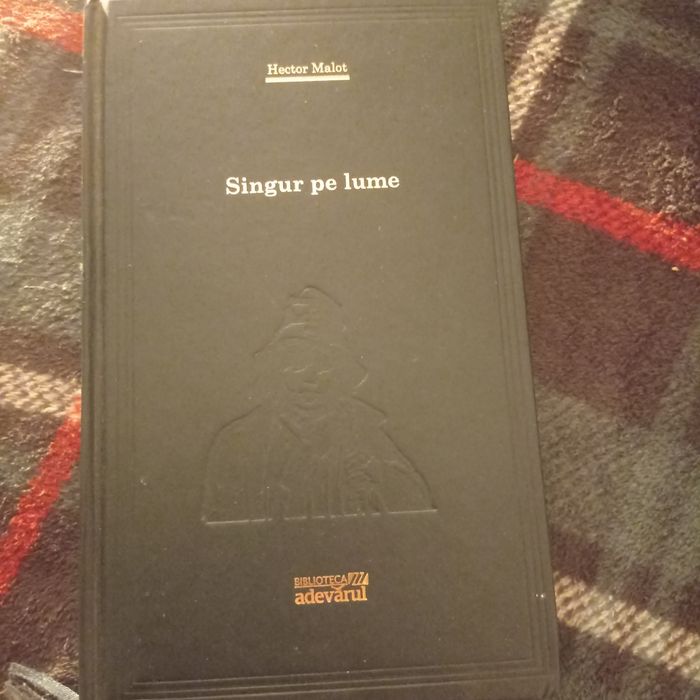 Hector Malot
Singur pe lume
BIBLIOTECA
adevărul